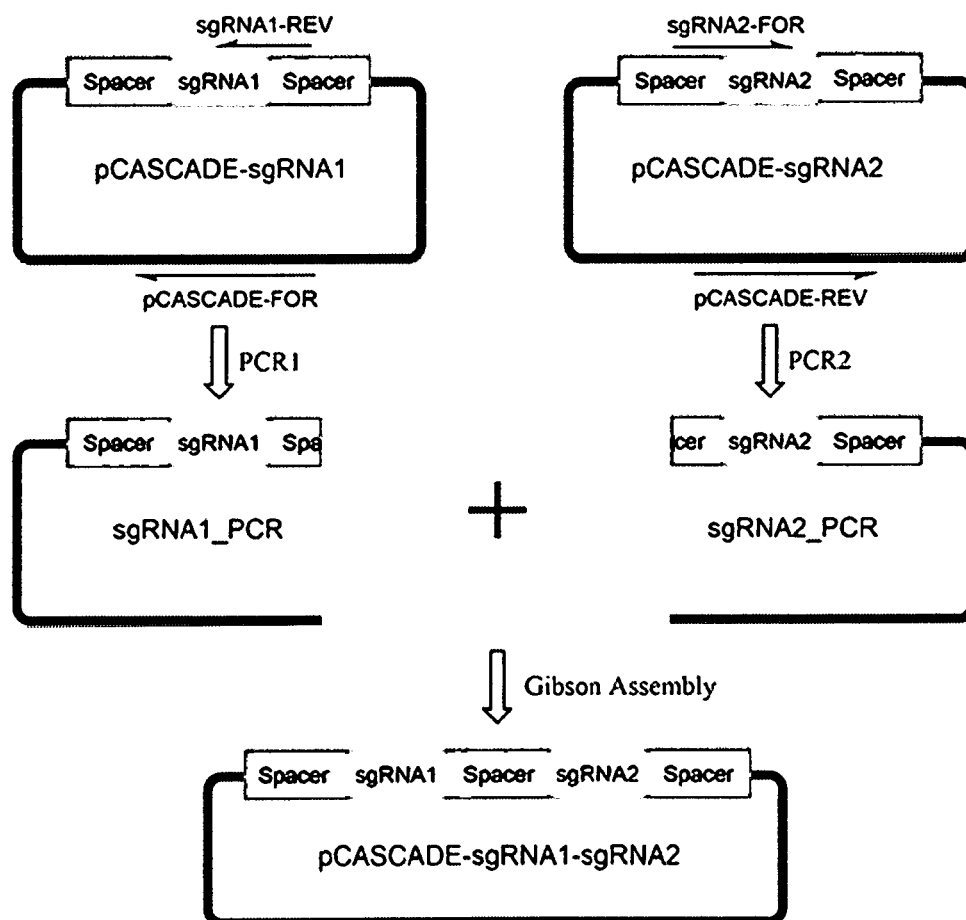 sgRNA1-REV
sgRNA2-FOR
Spacer sgRNA1 Spacer
Spacer sgRNA2 Spacer
pCASCADE-sgRNA1
pCASCADE-sgRNA2
pCASCADE-FOR
pCASCADE-REV
PCR1
PCR2
Spacer sgRNA1 Spa
cer sgRNA2 Spacer
+
sgRNA1_PCR
sgRNA2_PCR
Gibson Assembly
Spacer sgRNA1 Spacer sgRNA2 Spacer
pCASCADE-sgRNA1-sgRNA2